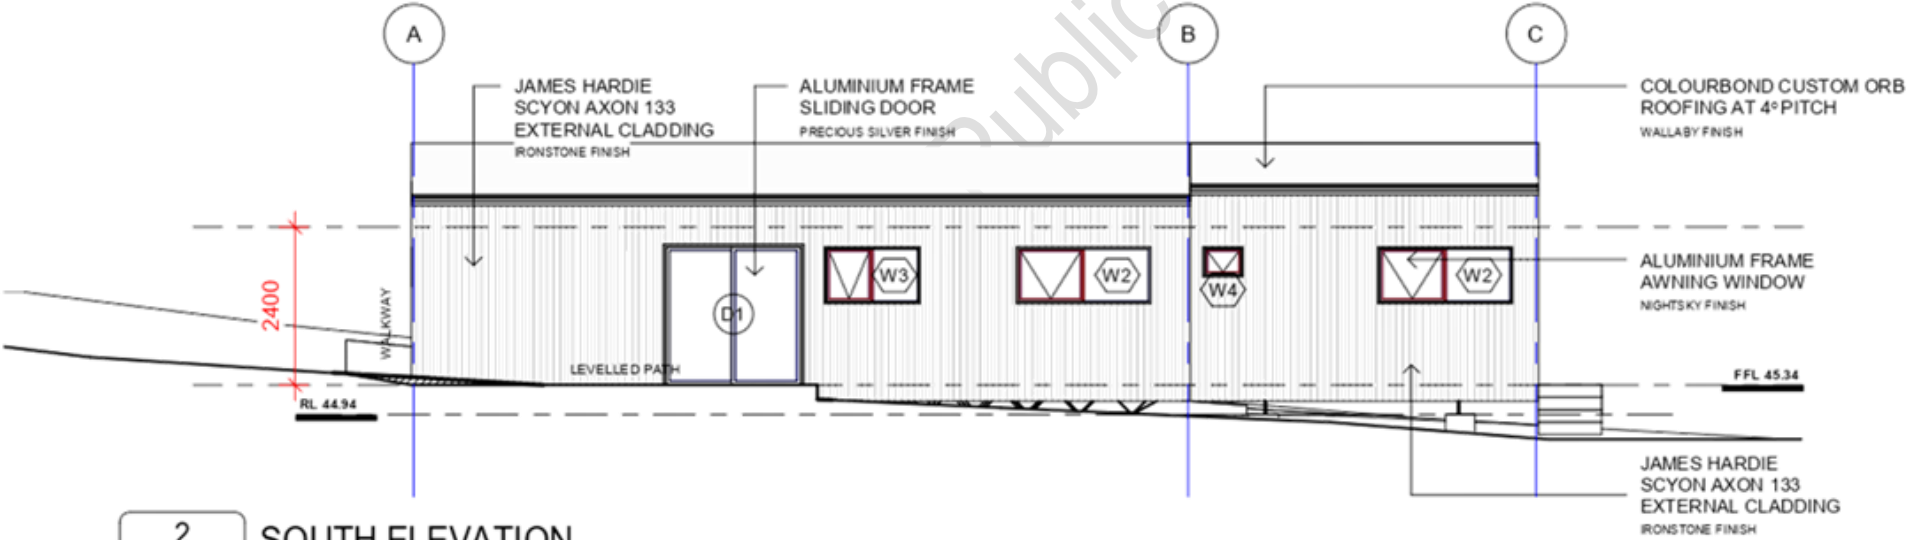 A
B
C
Public
JAMES HARDIE
SCYON AXON 133
EXTERNAL CLADDING
IRONSTONE FINISH
ALUMINIUM FRAME
SLIDING DOOR
PRECIOUS SILVER FINISH
COLOURBOND CUSTOM ORB
ROOFING AT 4° PITCH
WALLABY FINISH
2400
WALKWAY
W3
W2
W4
W2
D1
ALUMINIUM FRAME
AWNING WINDOW
NIGHTSKY FINISH
LEVELLED PATH
FFL 45.34
RL 44.94
JAMES HARDIE
SCYON AXON 133
EXTERNAL CLADDING
IRONSTONE FINISH
2
SOUTH ELEVATION